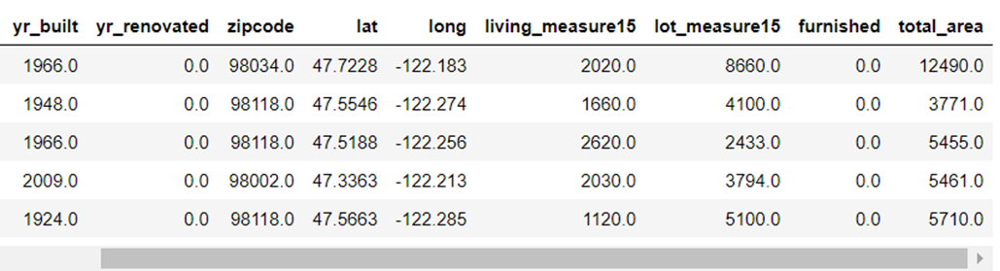 yr_built yr_renovated zipcode lat long living_measure15 lot_measure15 furnished total_area
1966.0 0.0 98034.0 47.7228 -122.183 2020.0 8660.0 0.0 12490.0
1948.0 0.0 98118.0 47.5546 -122.274 1660.0 4100.0 0.0 3771.0
1966.0 0.0 98118.0 47.5188 -122.256 2620.0 2433.0 0.0 5455.0
2009.0 0.0 98002.0 47.3363 -122.213 2030.0 3794.0 0.0 5461.0
1924.0 0.0 98118.0 47.5663 -122.285 1120.0 5100.0 0.0 5710.0